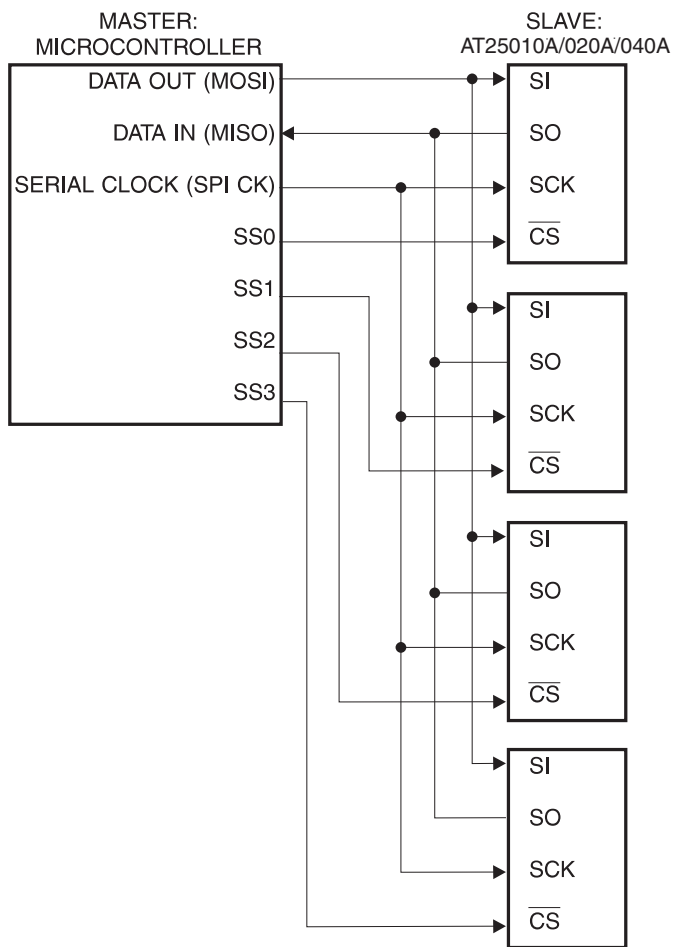 MASTER:
MICROCONTROLLER
DATA OUT (MOSI)
DATA IN (MISO)
SERIAL CLOCK (SPI CK)
SS0
SS1
SS2
SS3
SLAVE:
AT25010A/020A/040A
SI
SO
SCK
CS
SI
SO
SCK
CS
SI
SO
SCK
CS
SI
SO
SCK
CS